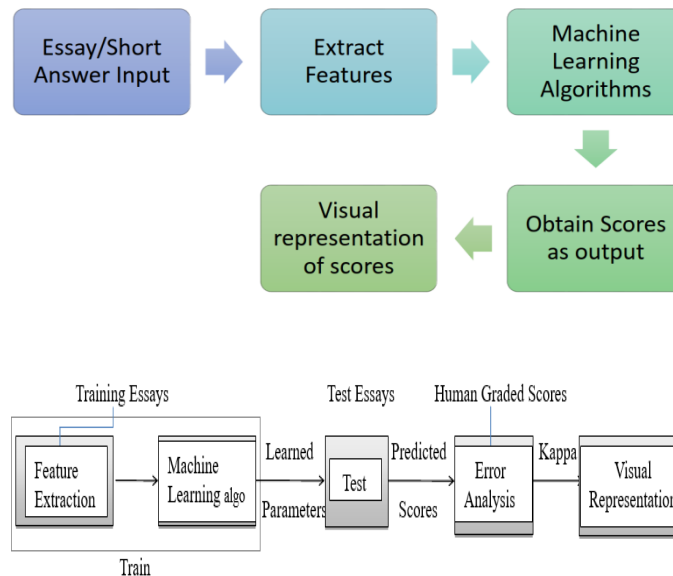 Essay/Short
Answer Input
Extract
Features
Machine
Learning
Algorithms
Visual
representation
of scores
Obtain Scores
as output
Training Essays
Test Essays
Human Graded Scores
Feature
Extraction
Machine
Learning algo
Learned
Parameters
Test
Predicted
Scores
Error
Analysis
Kappa
Visual
Representation
Train